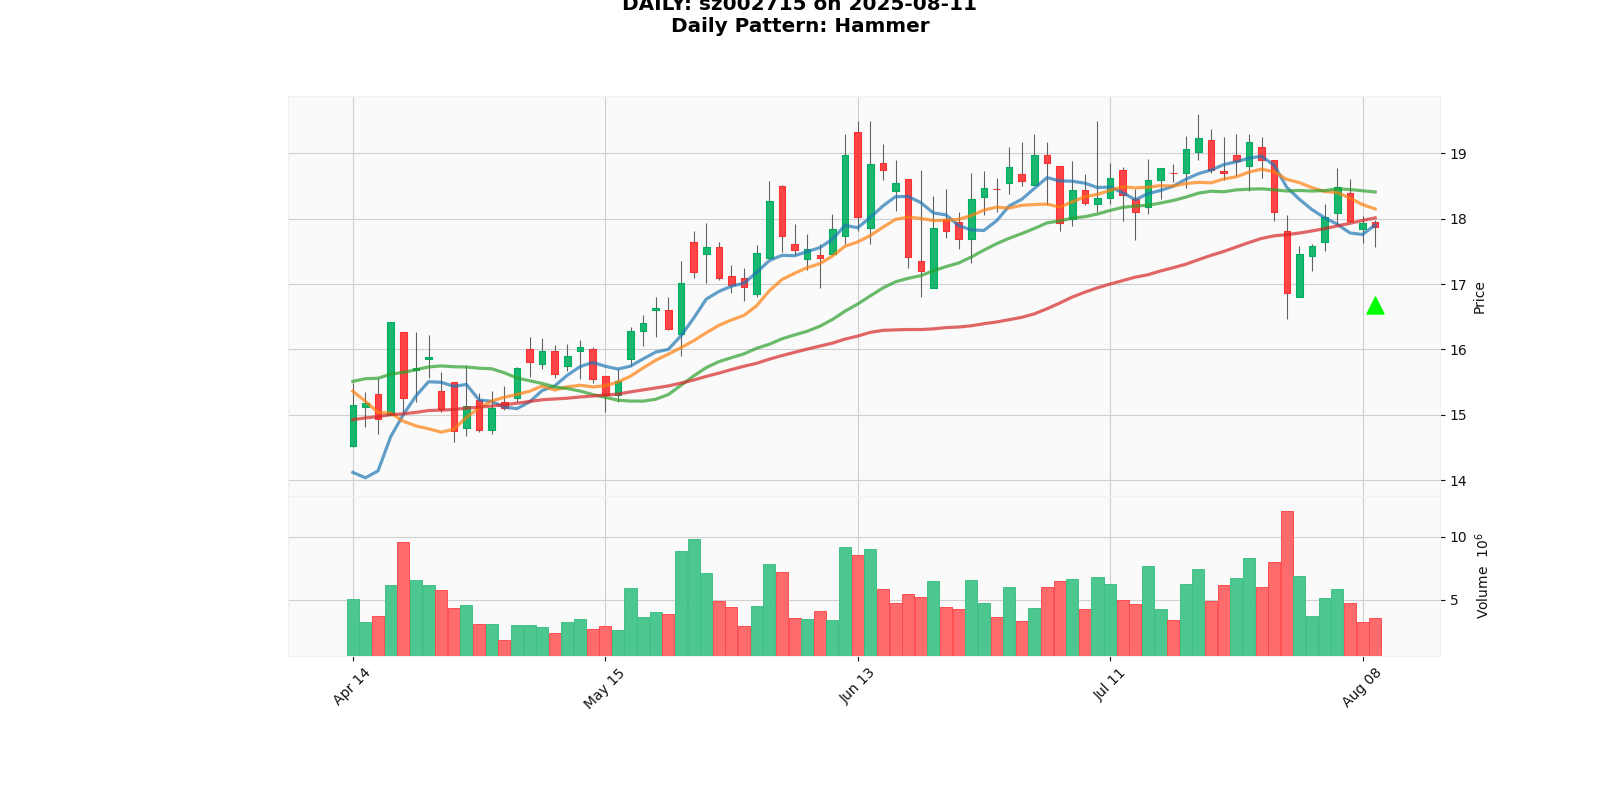 DAILY: sz002715 on 2025-08-11
Daily Pattern: Hammer
19
18
17
16
15
14
Price
10
5
Volume 10^6
Apr 14
May 15
Jun 13
Jul 11
Aug 08